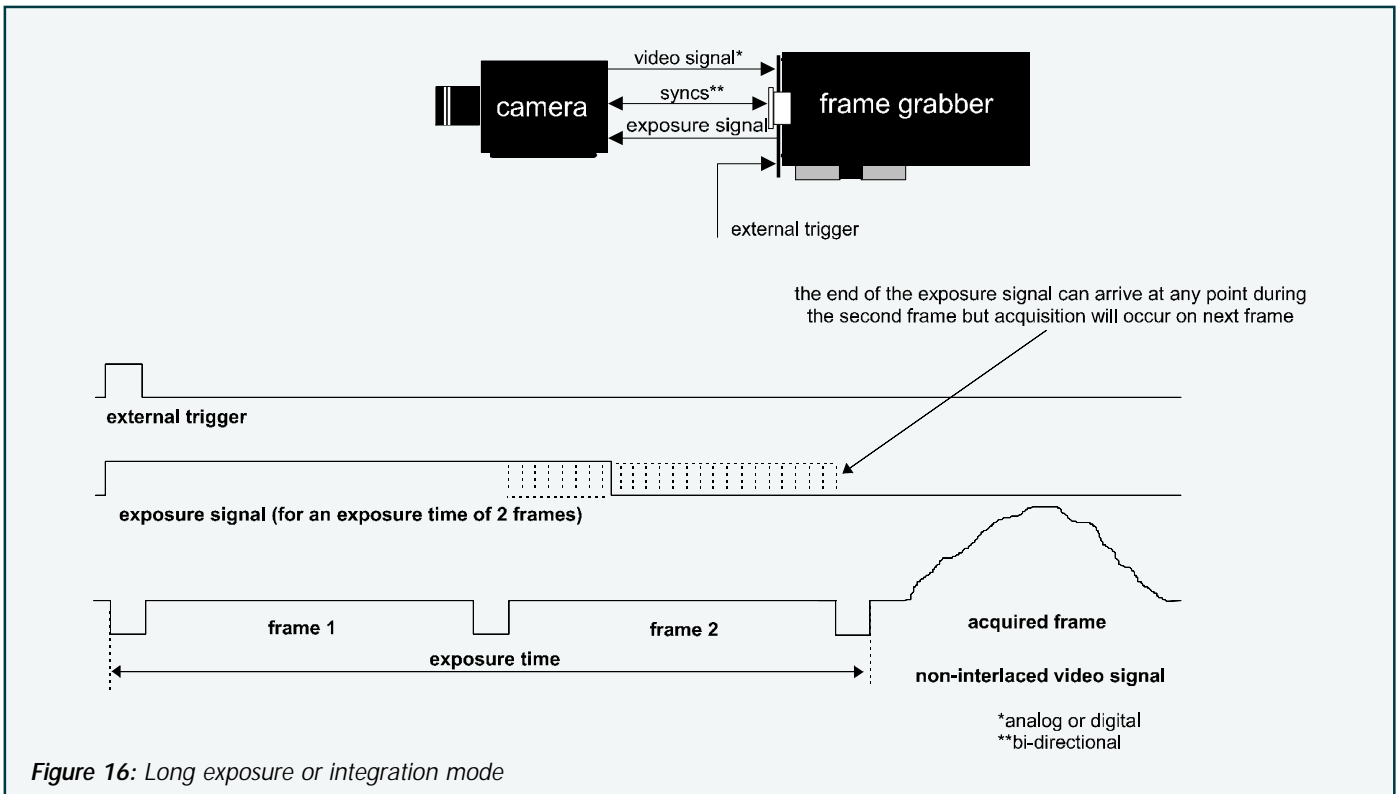 video signal*
camera
syncs**
frame grabber
exposure signal
external trigger
the end of the exposure signal can arrive at any point during
the second frame but acquisition will occur on next frame
external trigger
exposure signal (for an exposure time of 2 frames)
frame 1
frame 2
acquired frame
exposure time
non-interlaced video signal
*analog or digital
**bi-directional
Figure 16: Long exposure or integration mode